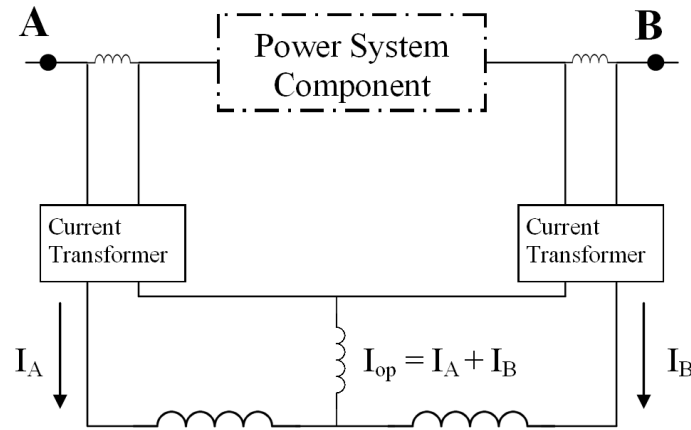 A
B
Power System
Component
Current
Transformer
Current
Transformer
I_A
I_op = I_A + I_B
I_B